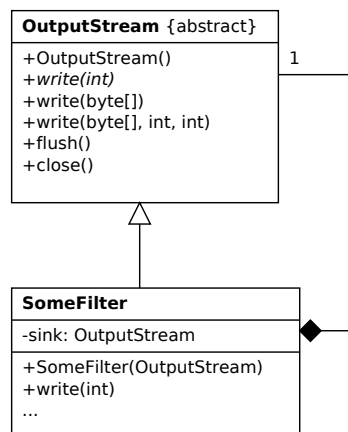 OutputStream {abstract}
+OutputStream()
+write(int)
+write(byte[])
+write(byte[], int, int)
+flush()
+close()
1
SomeFilter
-sink: OutputStream
+SomeFilter(OutputStream)
+write(int)
...